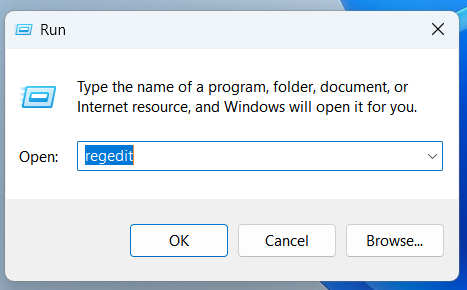 Run
Type the name of a program, folder, document, or
Internet resource, and Windows will open it for you.
Open: regedit
OK Cancel Browse...